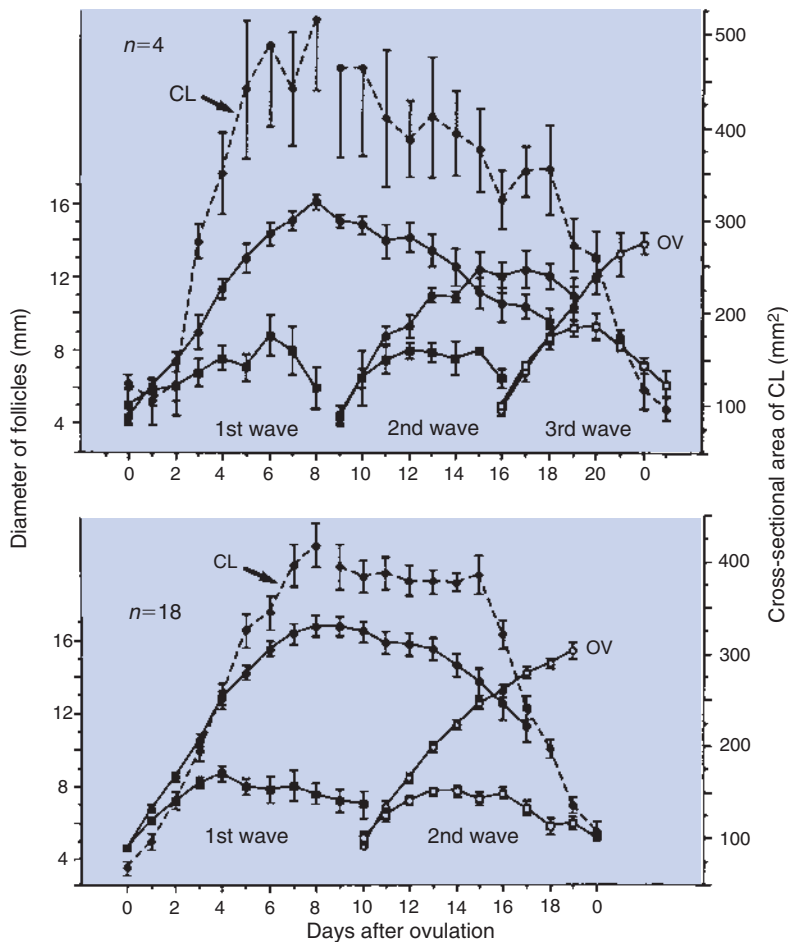 n=4
CL
OV
1st wave
2nd wave
3rd wave
16
12
8
4
500
400
300
200
100
0 2 4 6 8 10 12 14 16 18 20 0
Diameter of follicles (mm)
Cross-sectional area of CL (mm²)
CL
n=18
OV
1st wave
2nd wave
16
12
8
4
400
300
200
100
0 2 4 6 8 10 12 14 16 18 0
Days after ovulation